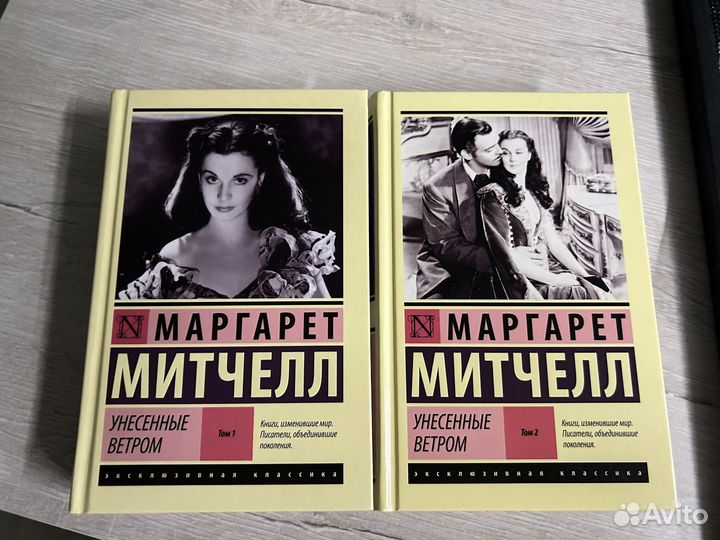 МАРГАРЕТ
МИТЧЕЛЛ
УНЕСЕННЫЕ
ВЕТРОМ
Том 1
Книги, изменившие мир.
Писатели, объединившие
поколения.
эксклюзивная классика
МАРГАРЕТ
МИТЧЕЛЛ
УНЕСЕННЫЕ
ВЕТРОМ
Том 2
Книги, изменившие мир.
Писатели, объединившие
поколения.
эксклюзивная классика
Avito